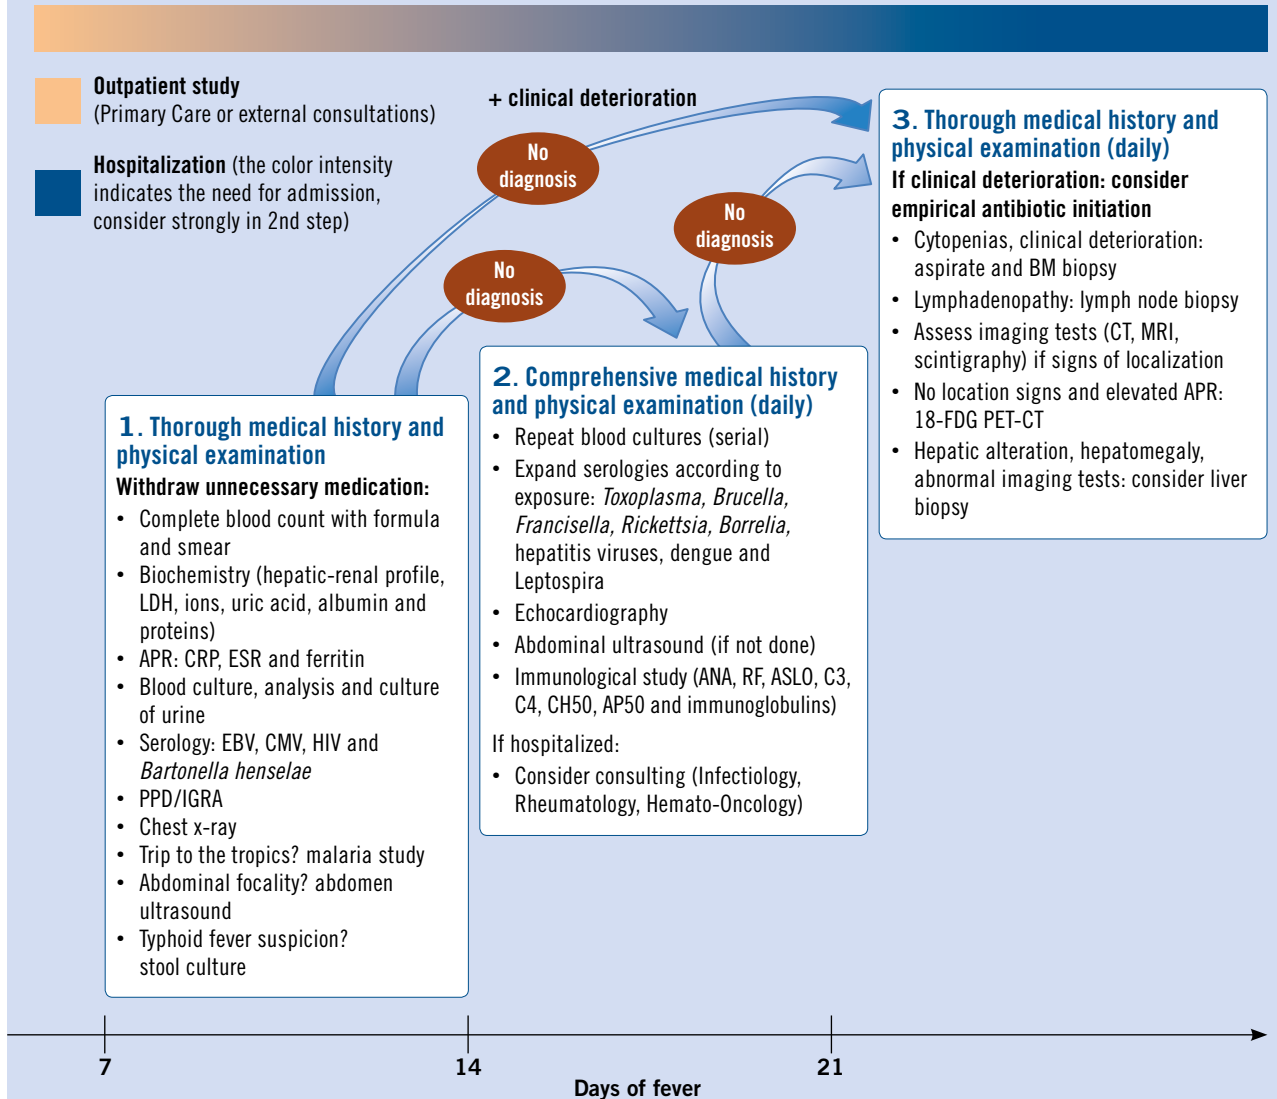 Outpatient study
(Primary Care or external consultations)
Hospitalization (the color intensity
indicates the need for admission,
consider strongly in 2nd step)
+ clinical deterioration
No
diagnosis
No
diagnosis
No
diagnosis
1. Thorough medical history and
physical examination
Withdraw unnecessary medication:
• Complete blood count with formula
and smear
• Biochemistry (hepatic-renal profile,
LDH, ions, uric acid, albumin and
proteins)
• APR: CRP, ESR and ferritin
• Blood culture, analysis and culture
of urine
• Serology: EBV, CMV, HIV and
Bartonella henselae
• PPD/IGRA
• Chest x-ray
• Trip to the tropics? malaria study
• Abdominal focality? abdomen
ultrasound
• Typhoid fever suspicion?
stool culture
2. Comprehensive medical history
and physical examination (daily)
• Repeat blood cultures (serial)
• Expand serologies according to
exposure: Toxoplasma, Brucella,
Francisella, Rickettsia, Borrelia,
hepatitis viruses, dengue and
Leptospira
• Echocardiography
• Abdominal ultrasound (if not done)
• Immunological study (ANA, RF, ASLO, C3,
C4, CH50, AP50 and immunoglobulins)
If hospitalized:
• Consider consulting (Infectiology,
Rheumatology, Hemato-Oncology)
3. Thorough medical history and
physical examination (daily)
If clinical deterioration: consider
empirical antibiotic initiation
• Cytopenias, clinical deterioration:
aspirate and BM biopsy
• Lymphadenopathy: lymph node biopsy
• Assess imaging tests (CT, MRI,
scintigraphy) if signs of localization
• No location signs and elevated APR:
18-FDG PET-CT
• Hepatic alteration, hepatomegaly,
abnormal imaging tests: consider liver
biopsy
7
14
21
Days of fever